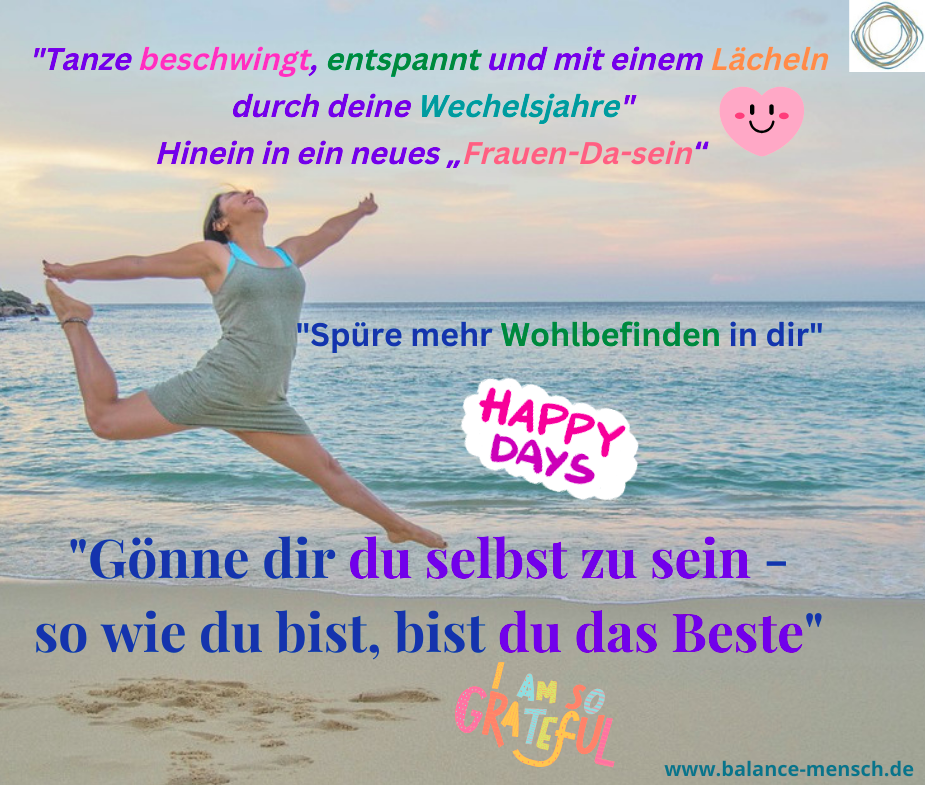 "Tanze beschwingt, entspannt und mit einem Lächeln
durch deine Wechelsjahre"
Hinein in ein neues „Frauen-Da-sein“
"Spüre mehr Wohlbefinden in dir"
HAPPY
DAYS
"Gönne dir du selbst zu sein -
so wie du bist, bist du das Beste"
I AM SO
GRATEFUL
www.balance-mensch.de